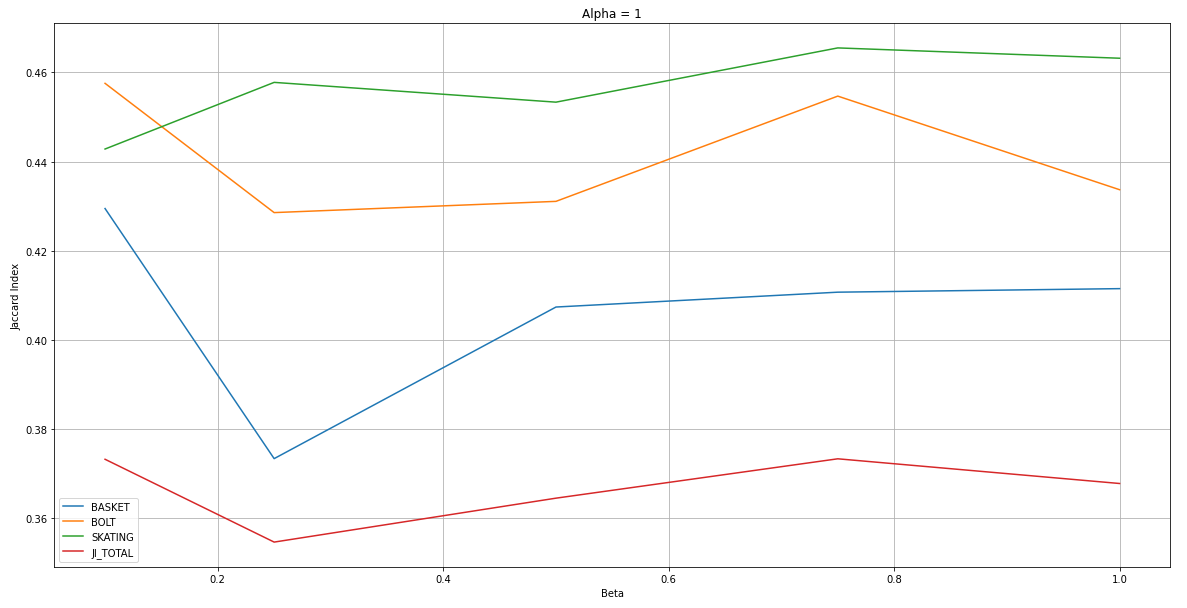 Alpha = 1
Jaccard Index
0.46
0.44
0.42
0.40
0.38
0.36
BASKET
BOLT
SKATING
JI_TOTAL
0.2 0.4 0.6 0.8 1.0
Beta